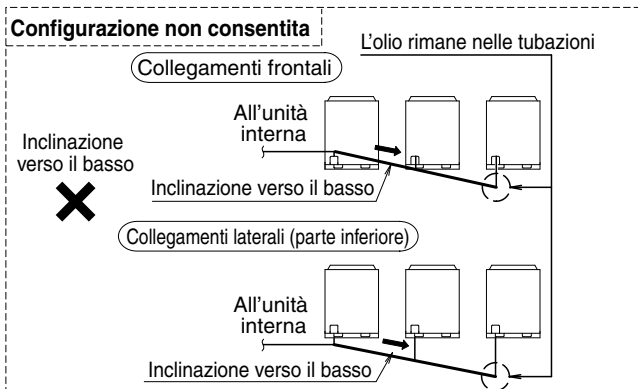 Configurazione non consentita
L'olio rimane nelle tubazioni
Collegamenti frontali
All'unità
interna
Inclinazione
verso il basso
Inclinazione verso il basso
Collegamenti laterali (parte inferiore)
All'unità
interna
Inclinazione verso il basso